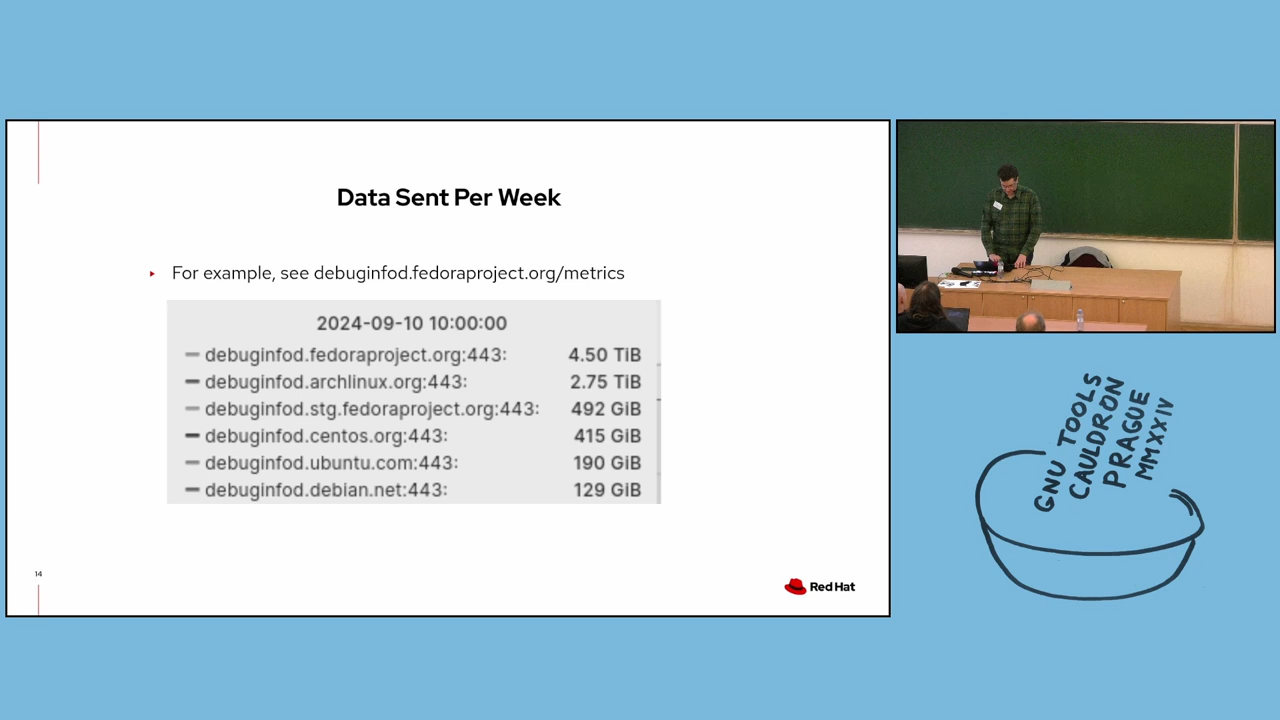 Data Sent Per Week
▸ For example, see debuginfod.fedoraproject.org/metrics
2024-09-10 10:00:00
debuginfod.fedoraproject.org:443: 4.50 TiB
debuginfod.archlinux.org:443: 2.75 TiB
debuginfod.stg.fedoraproject.org:443: 492 GiB
debuginfod.centos.org:443: 415 GiB
debuginfod.ubuntu.com:443: 190 GiB
debuginfod.debian.net:443: 129 GiB
14
Red Hat
GNU TOOLS
CAULDRON
PRAGUE
MMXXIV